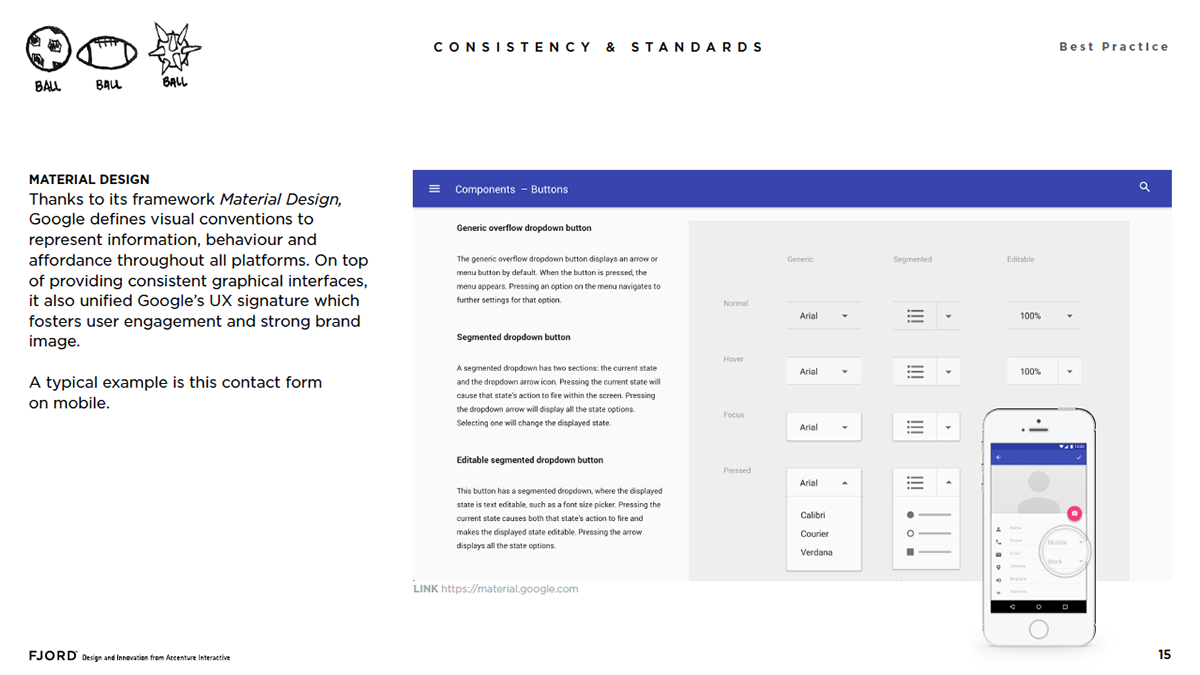 BALL
BALL
BALL
CONSISTENCY & STANDARDS
Best Practice
MATERIAL DESIGN
Thanks to its framework Material Design,
Google defines visual conventions to
represent information, behaviour and
affordance throughout all platforms. On top
of providing consistent graphical interfaces,
it also unified Google's UX signature which
fosters user engagement and strong brand
image.
A typical example is this contact form
on mobile.
Components – Buttons
Generic overflow dropdown button
The generic overflow dropdown button displays an arrow or
menu button by default. When the button is pressed, the
menu appears. Pressing an option on the menu navigates to
further settings for that option.
Segmented dropdown button
A segmented dropdown has two sections: the current state
and the dropdown arrow icon. Pressing the current state will
cause that state's action to fire within the screen. Pressing
the dropdown arrow will display all the state options.
Selecting one will change the displayed state.
Editable segmented dropdown button
This button has a segmented dropdown, where the displayed
state is text editable, such as a font size picker. Pressing the
current state causes both that state's action to fire and
makes the displayed state editable. Pressing the arrow
displays all the state options.
Generic
Segmented
Editable
Normal
Arial
100%
Hover
Arial
100%
Focus
Arial
Pressed
Arial
Calibri
Courier
Verdana
Name
Phone
Mobile
Email
Work
Address
Ringtone
LINK https://material.google.com
FJORD Design and Innovation from Accenture Interactive
15